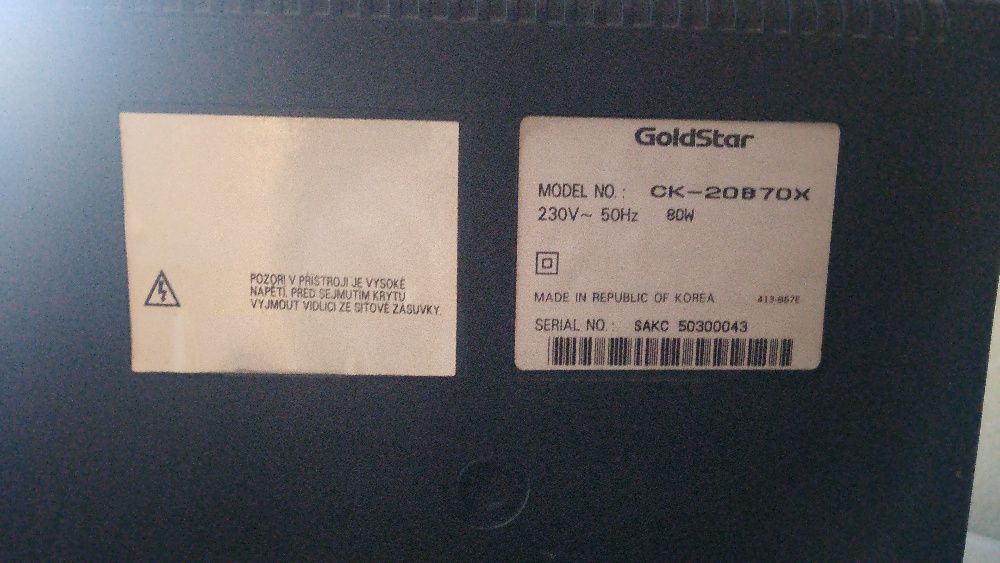 POZOR! V PŘÍSTROJI JE VYSOKÉ
NAPĚTÍ. PŘED SEJMUTÍM KRYTU
VYJMOUT VIDLICI ZE SÍŤOVÉ ZÁSUVKY.
GoldStar
MODEL NO. : CK-20B70X
230V~ 50Hz 80W
MADE IN REPUBLIC OF KOREA
SERIAL NO. : SAKC 50300043